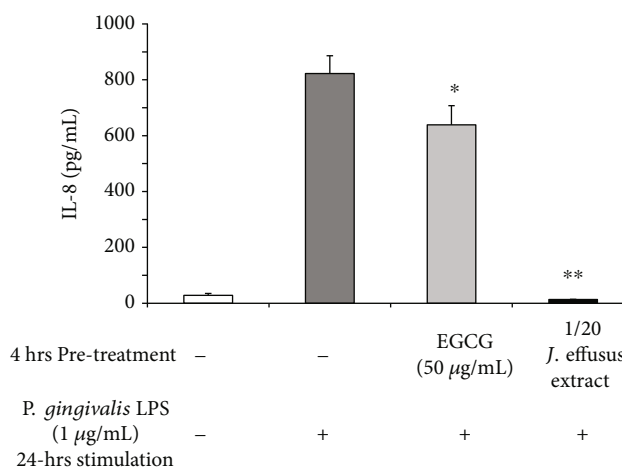 1000
800
600
400
200
0
IL-8 (pg/mL)
*
**
4 hrs Pre-treatment – – EGCG (50 µg/mL) 1/20 J. effusus extract
P. gingivalis LPS (1 µg/mL) 24-hrs stimulation – + + +